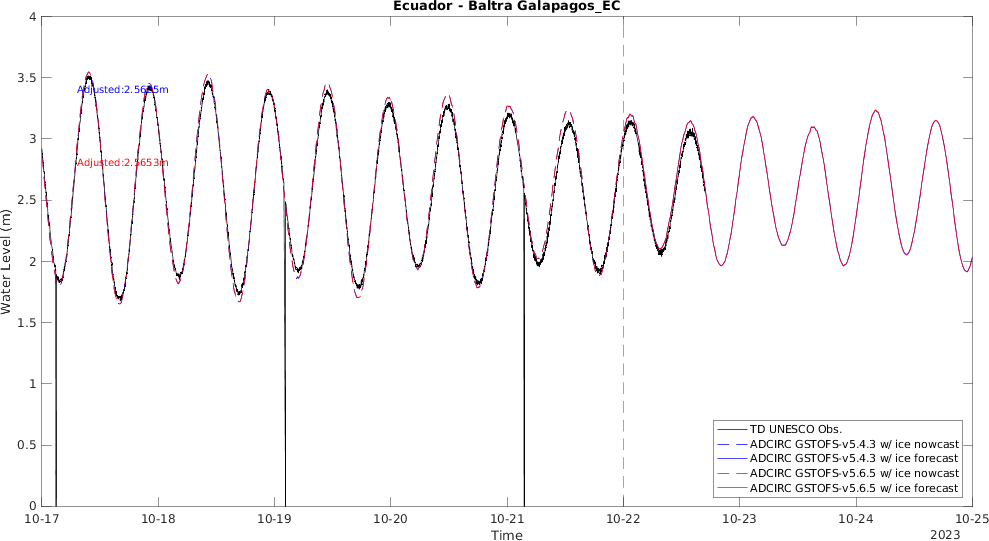 Ecuador - Baltra Galapagos_EC
4
3.5
3
2.5
2
1.5
1
0.5
0
Water Level (m)
Adjusted:2.5655m
Adjusted:2.5653m
TD UNESCO Obs.
ADCIRC GSTOFS-v5.4.3 w/ ice nowcast
ADCIRC GSTOFS-v5.4.3 w/ ice forecast
ADCIRC GSTOFS-v5.6.5 w/ ice nowcast
ADCIRC GSTOFS-v5.6.5 w/ ice forecast
10-17 10-18 10-19 10-20 10-21 10-22 10-23 10-24 10-25
Time
2023